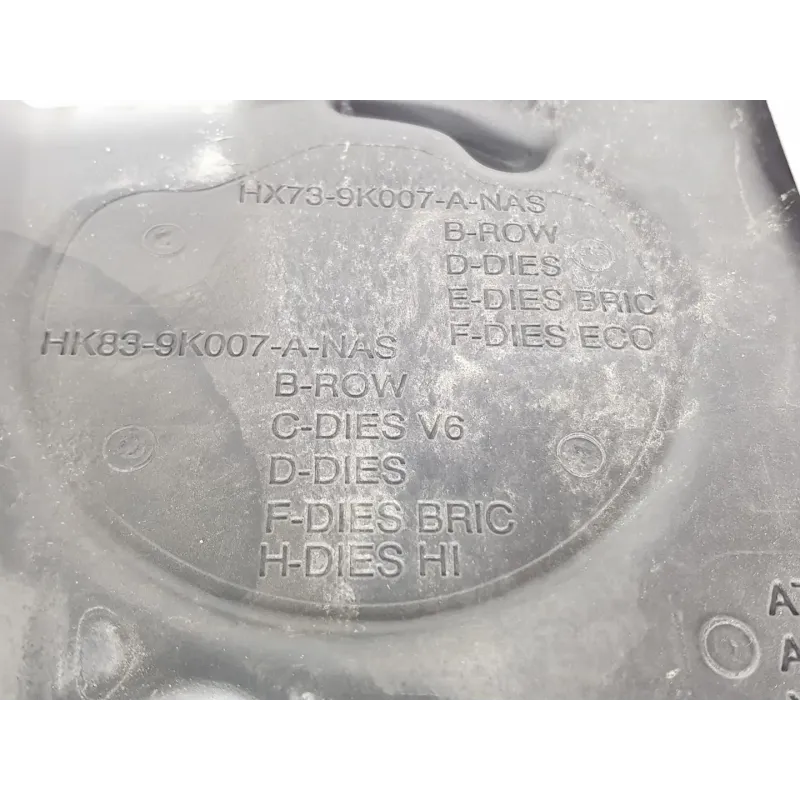 HX73-9K007-A-NAS
B-ROW
D-DIES
E-DIES BRIC
F-DIES ECO
HK83-9K007-A-NAS
B-ROW
C-DIES V6
D-DIES
F-DIES BRIC
H-DIES HI